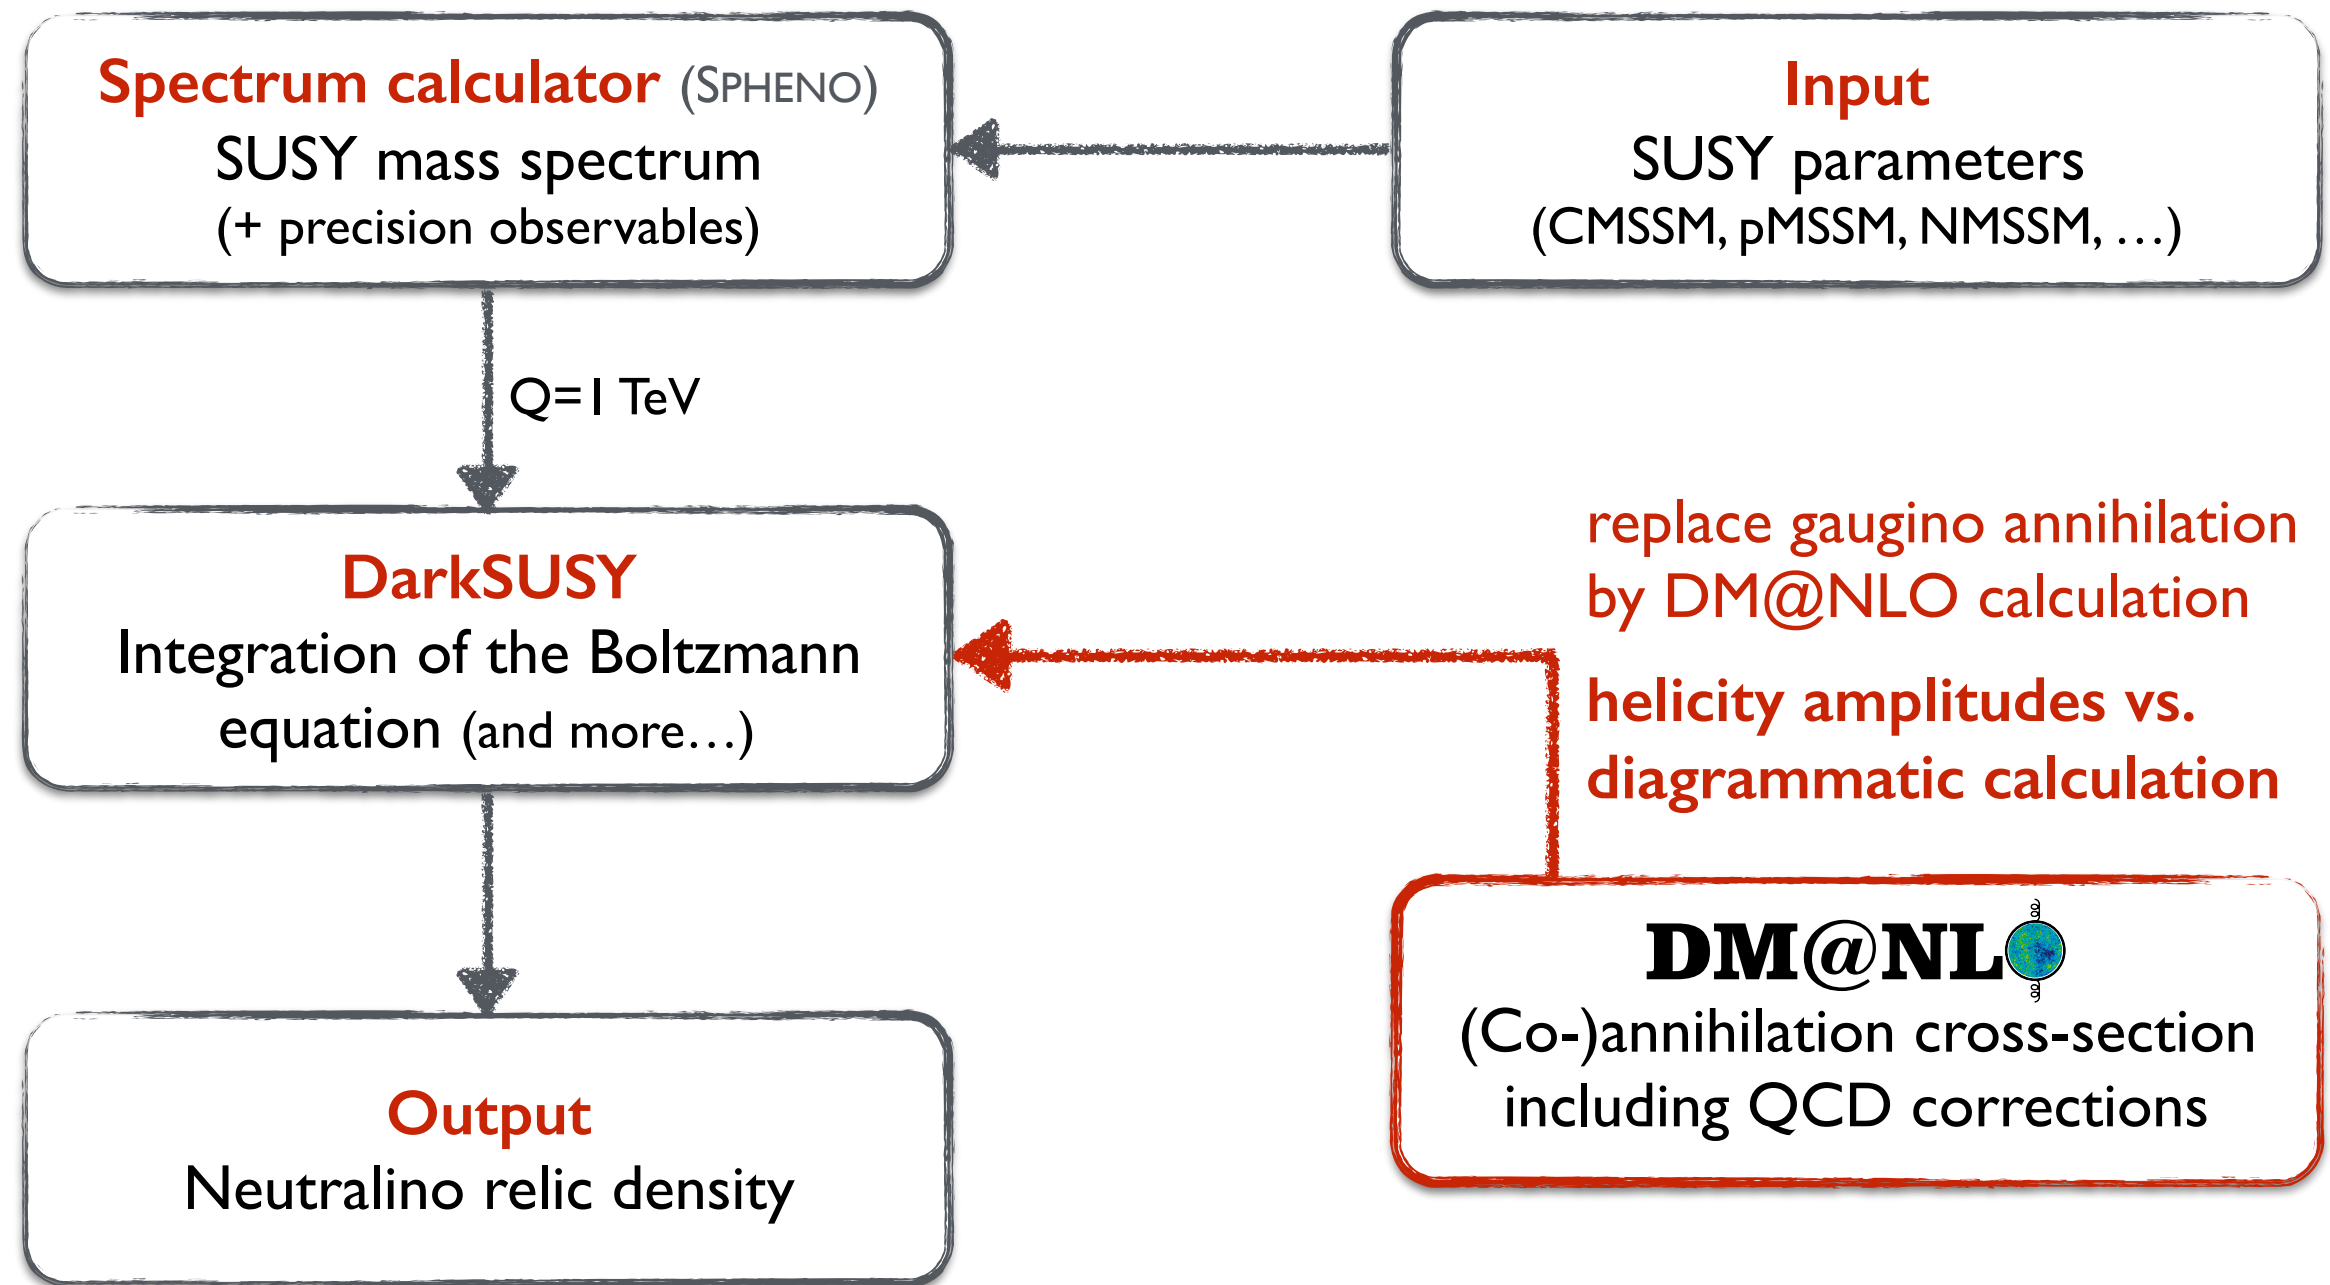 Spectrum calculator (SPHENO)
SUSY mass spectrum
(+ precision observables)
Input
SUSY parameters
(CMSSM, pMSSM, NMSSM, …)
Q=1 TeV
DarkSUSY
Integration of the Boltzmann
equation (and more…)
replace gaugino annihilation
by DM@NLO calculation
helicity amplitudes vs.
diagrammatic calculation
DM@NLO
(Co-)annihilation cross-section
including QCD corrections
Output
Neutralino relic density